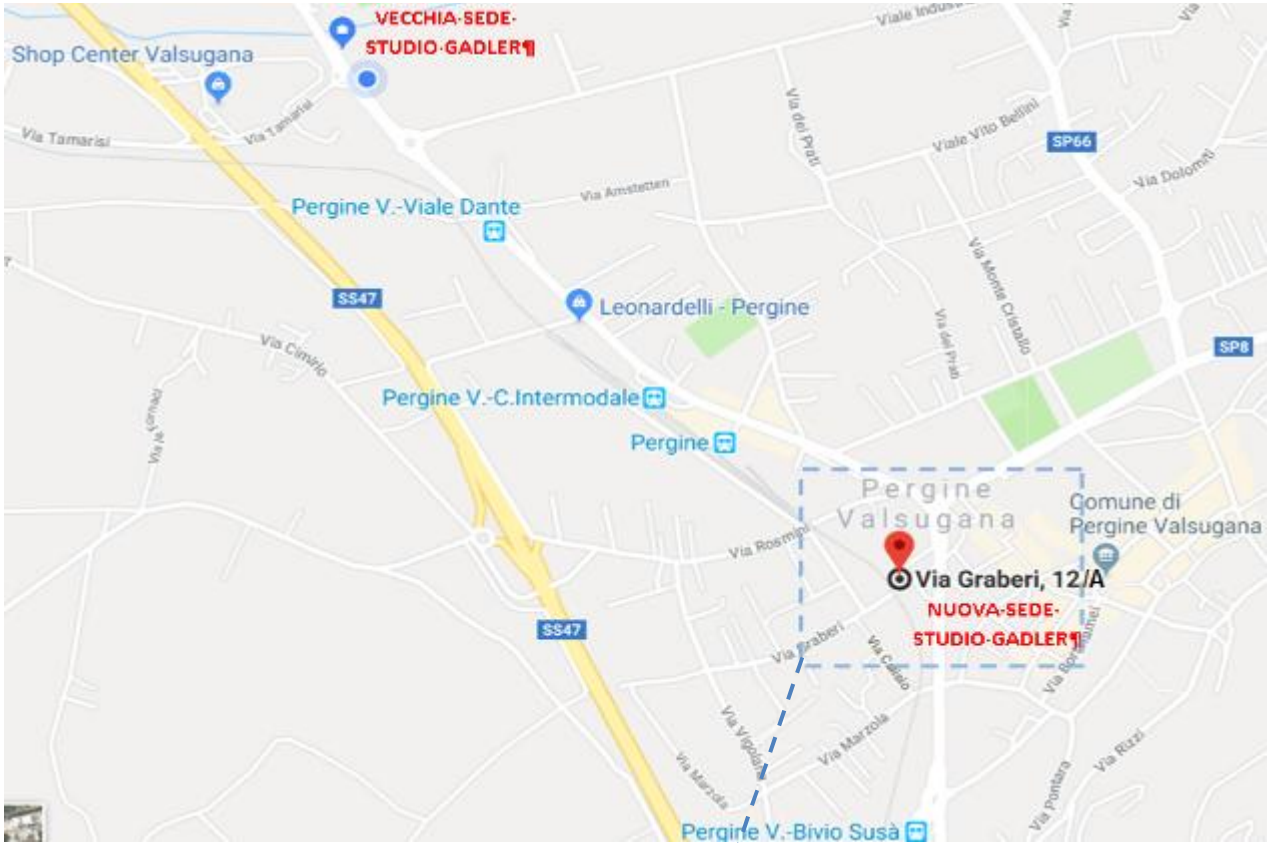 VECCHIA·SEDE·
STUDIO·GADLER¶
Viale Indus
Shop Center Valsugana
Via Tamarisi
Via Tamarisi
Via dei Prati
Viale Vito Bellini
SP66
Via Dolomiti
Via Amstetten
Pergine V.-Viale Dante
Via Monte Cristallo
SS47
Leonardelli - Pergine
Via dei Prati
SP8
Via Cimirlo
Pergine V.-C.Intermodale
Via le Fornaci
Pergine
Pergine
Valsugana
Comune di
Pergine Valsugana
Via Rosmini
Via Graberi, 12/A
NUOVA·SEDE·
STUDIO·GADLER¶
SS47
Via Graberi
Via Caisio
Via Marzola
Via Vigolana
Via Marzola
Via Rizzi
Via Pontara
Pergine V.-Bivio Susà